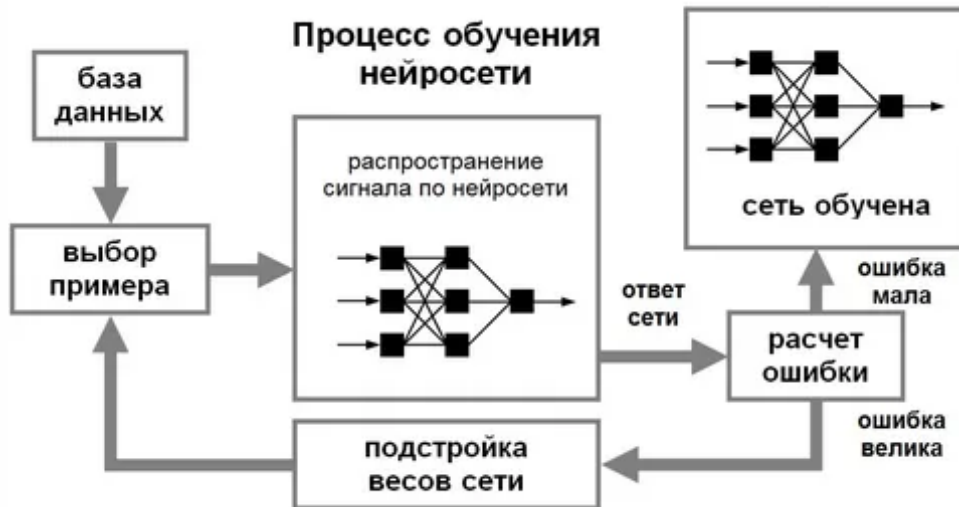 Процесс обучения
нейросети
база
данных
выбор
примера
распространение
сигнала по нейросети
ответ
сети
расчет
ошибки
ошибка
мала
сеть обучена
ошибка
велика
подстройка
весов сети